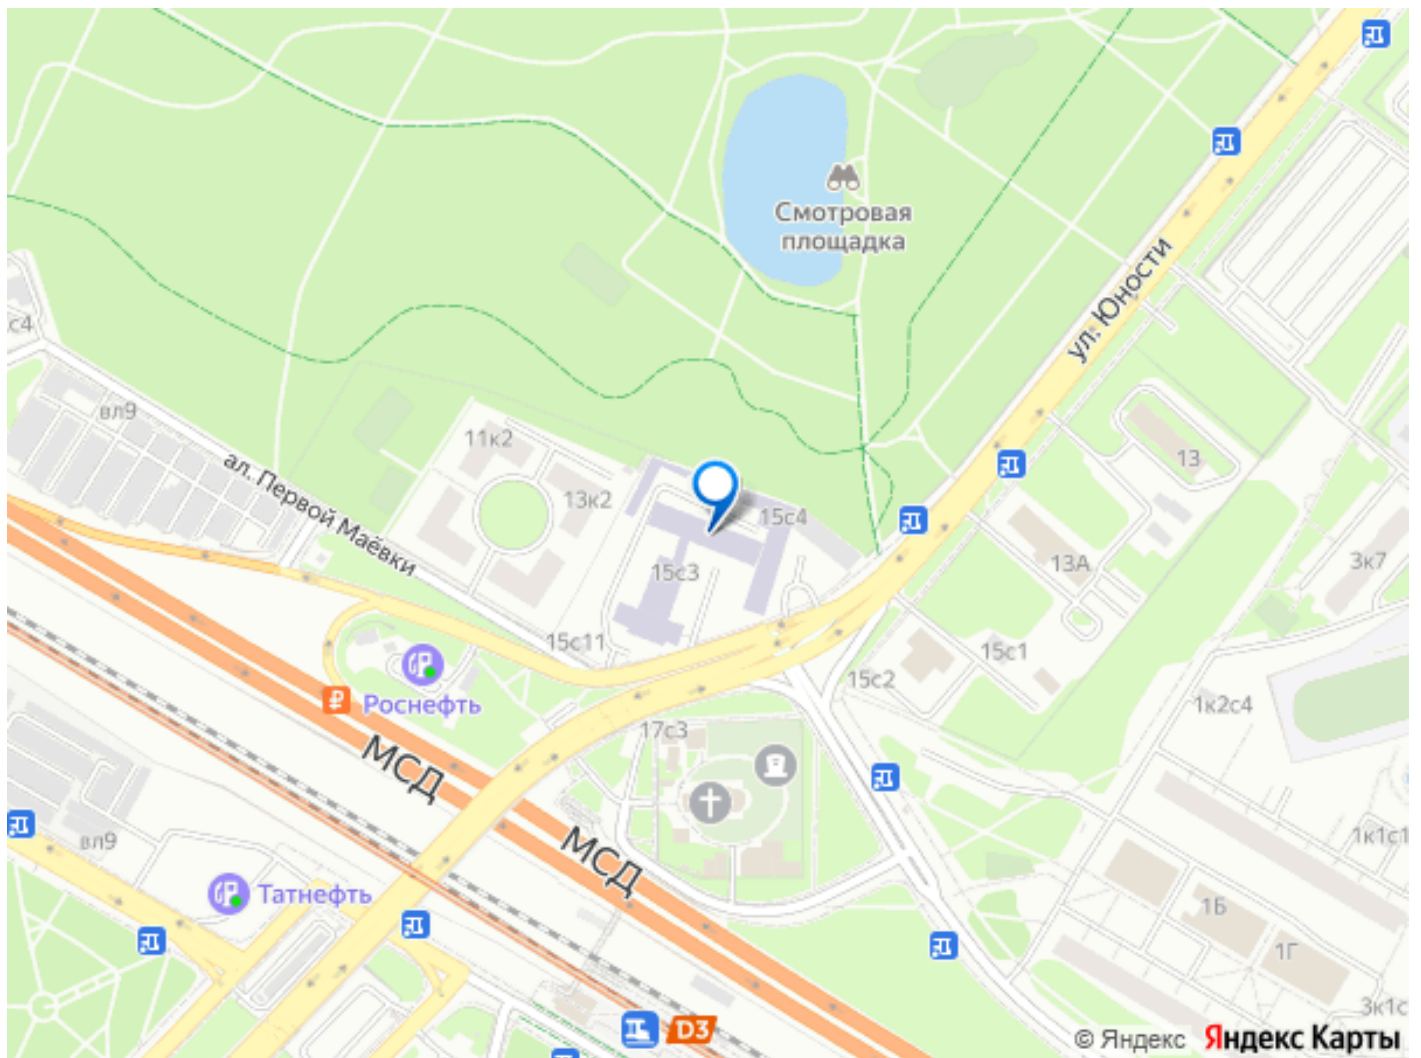 Смотровая
площадка
ул. Юности
с4
вл9
ал. Первой Маёвки
11к2
13к2
15с4
15с3
15с11
13
13А
3к7
15с1
15с2
1к2с4
Роснефть
₽
17с3
МСД
МСД
вл9
Татнефть
1к1с1
1Б
1Г
3к1с
D3
© Яндекс Яндекс Карты